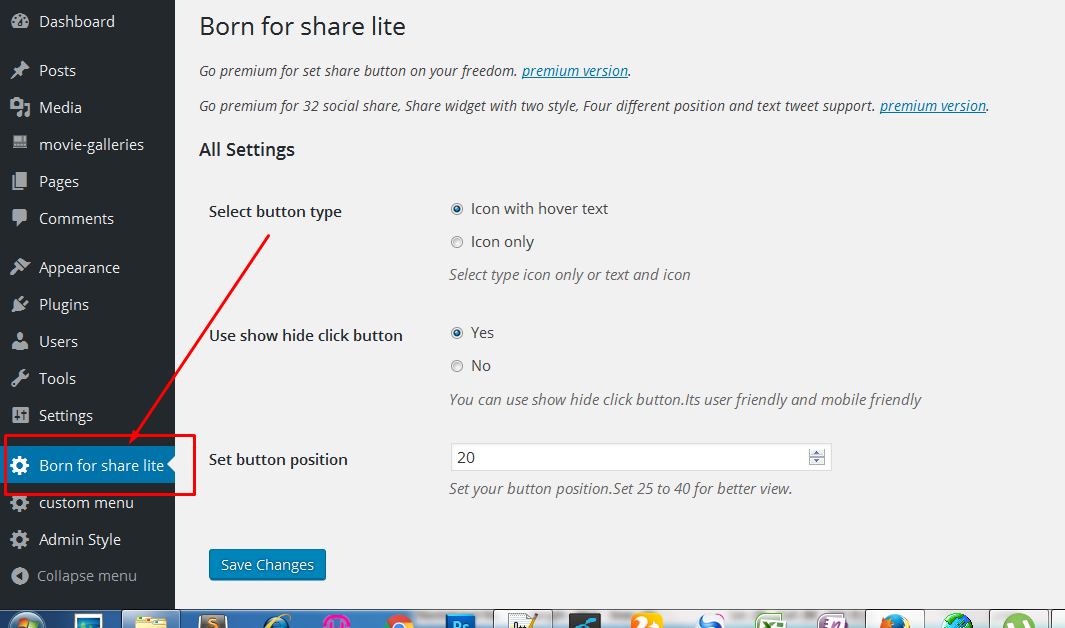 Dashboard
Posts
Media
movie-galleries
Pages
Comments
Appearance
Plugins
Users
Tools
Settings
Born for share lite
custom menu
Admin Style
Collapse menu
Born for share lite
Go premium for set share button on your freedom. premium version.
Go premium for 32 social share, Share widget with two style, Four different position and text tweet support. premium version.
All Settings
Select button type
Icon with hover text
Icon only
Select type icon only or text and icon
Use show hide click button
Yes
No
You can use show hide click button.Its user friendly and mobile friendly
Set button position
20
Set your button position.Set 25 to 40 for better view.
Save Changes
Ps